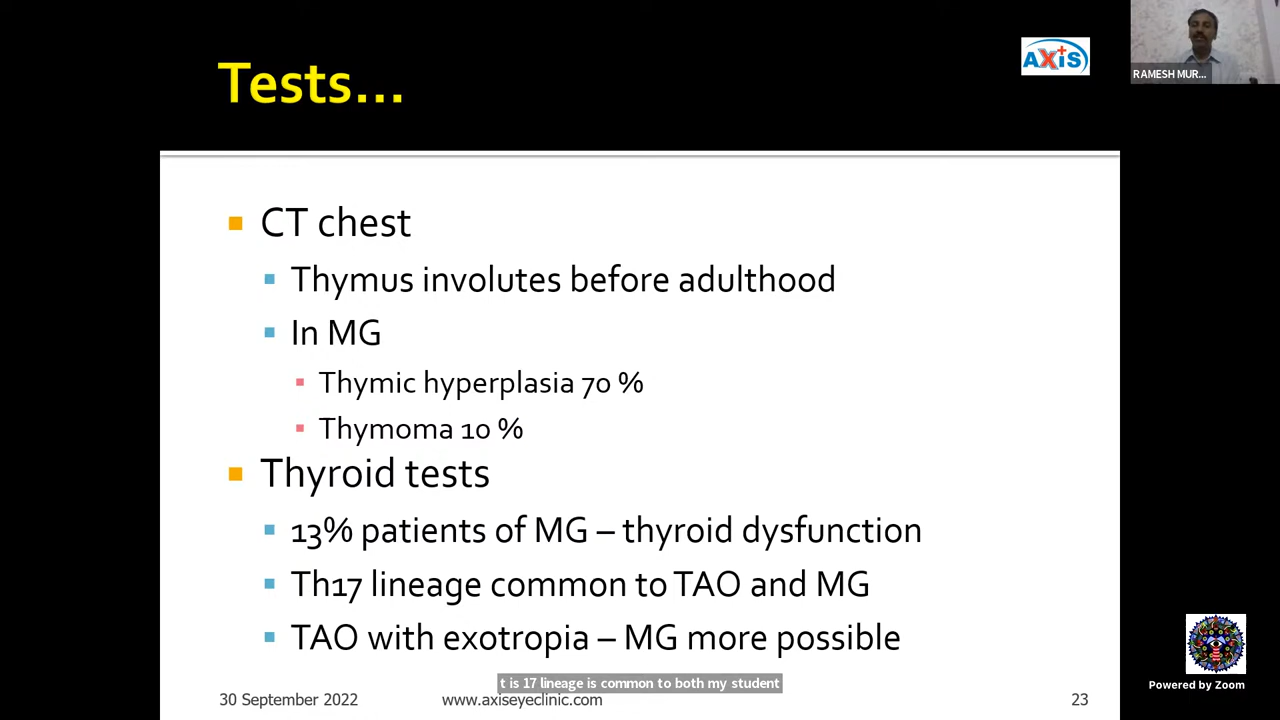 Tests...
AXiS
RAMESH MUR...
CT chest
Thymus involutes before adulthood
In MG
Thymic hyperplasia 70 %
Thymoma 10 %
Thyroid tests
13% patients of MG – thyroid dysfunction
Th17 lineage common to TAO and MG
TAO with exotropia – MG more possible
t is 17 lineage is common to both my student
30 September 2022
www.axiseyeclinic.com
23
Powered by Zoom